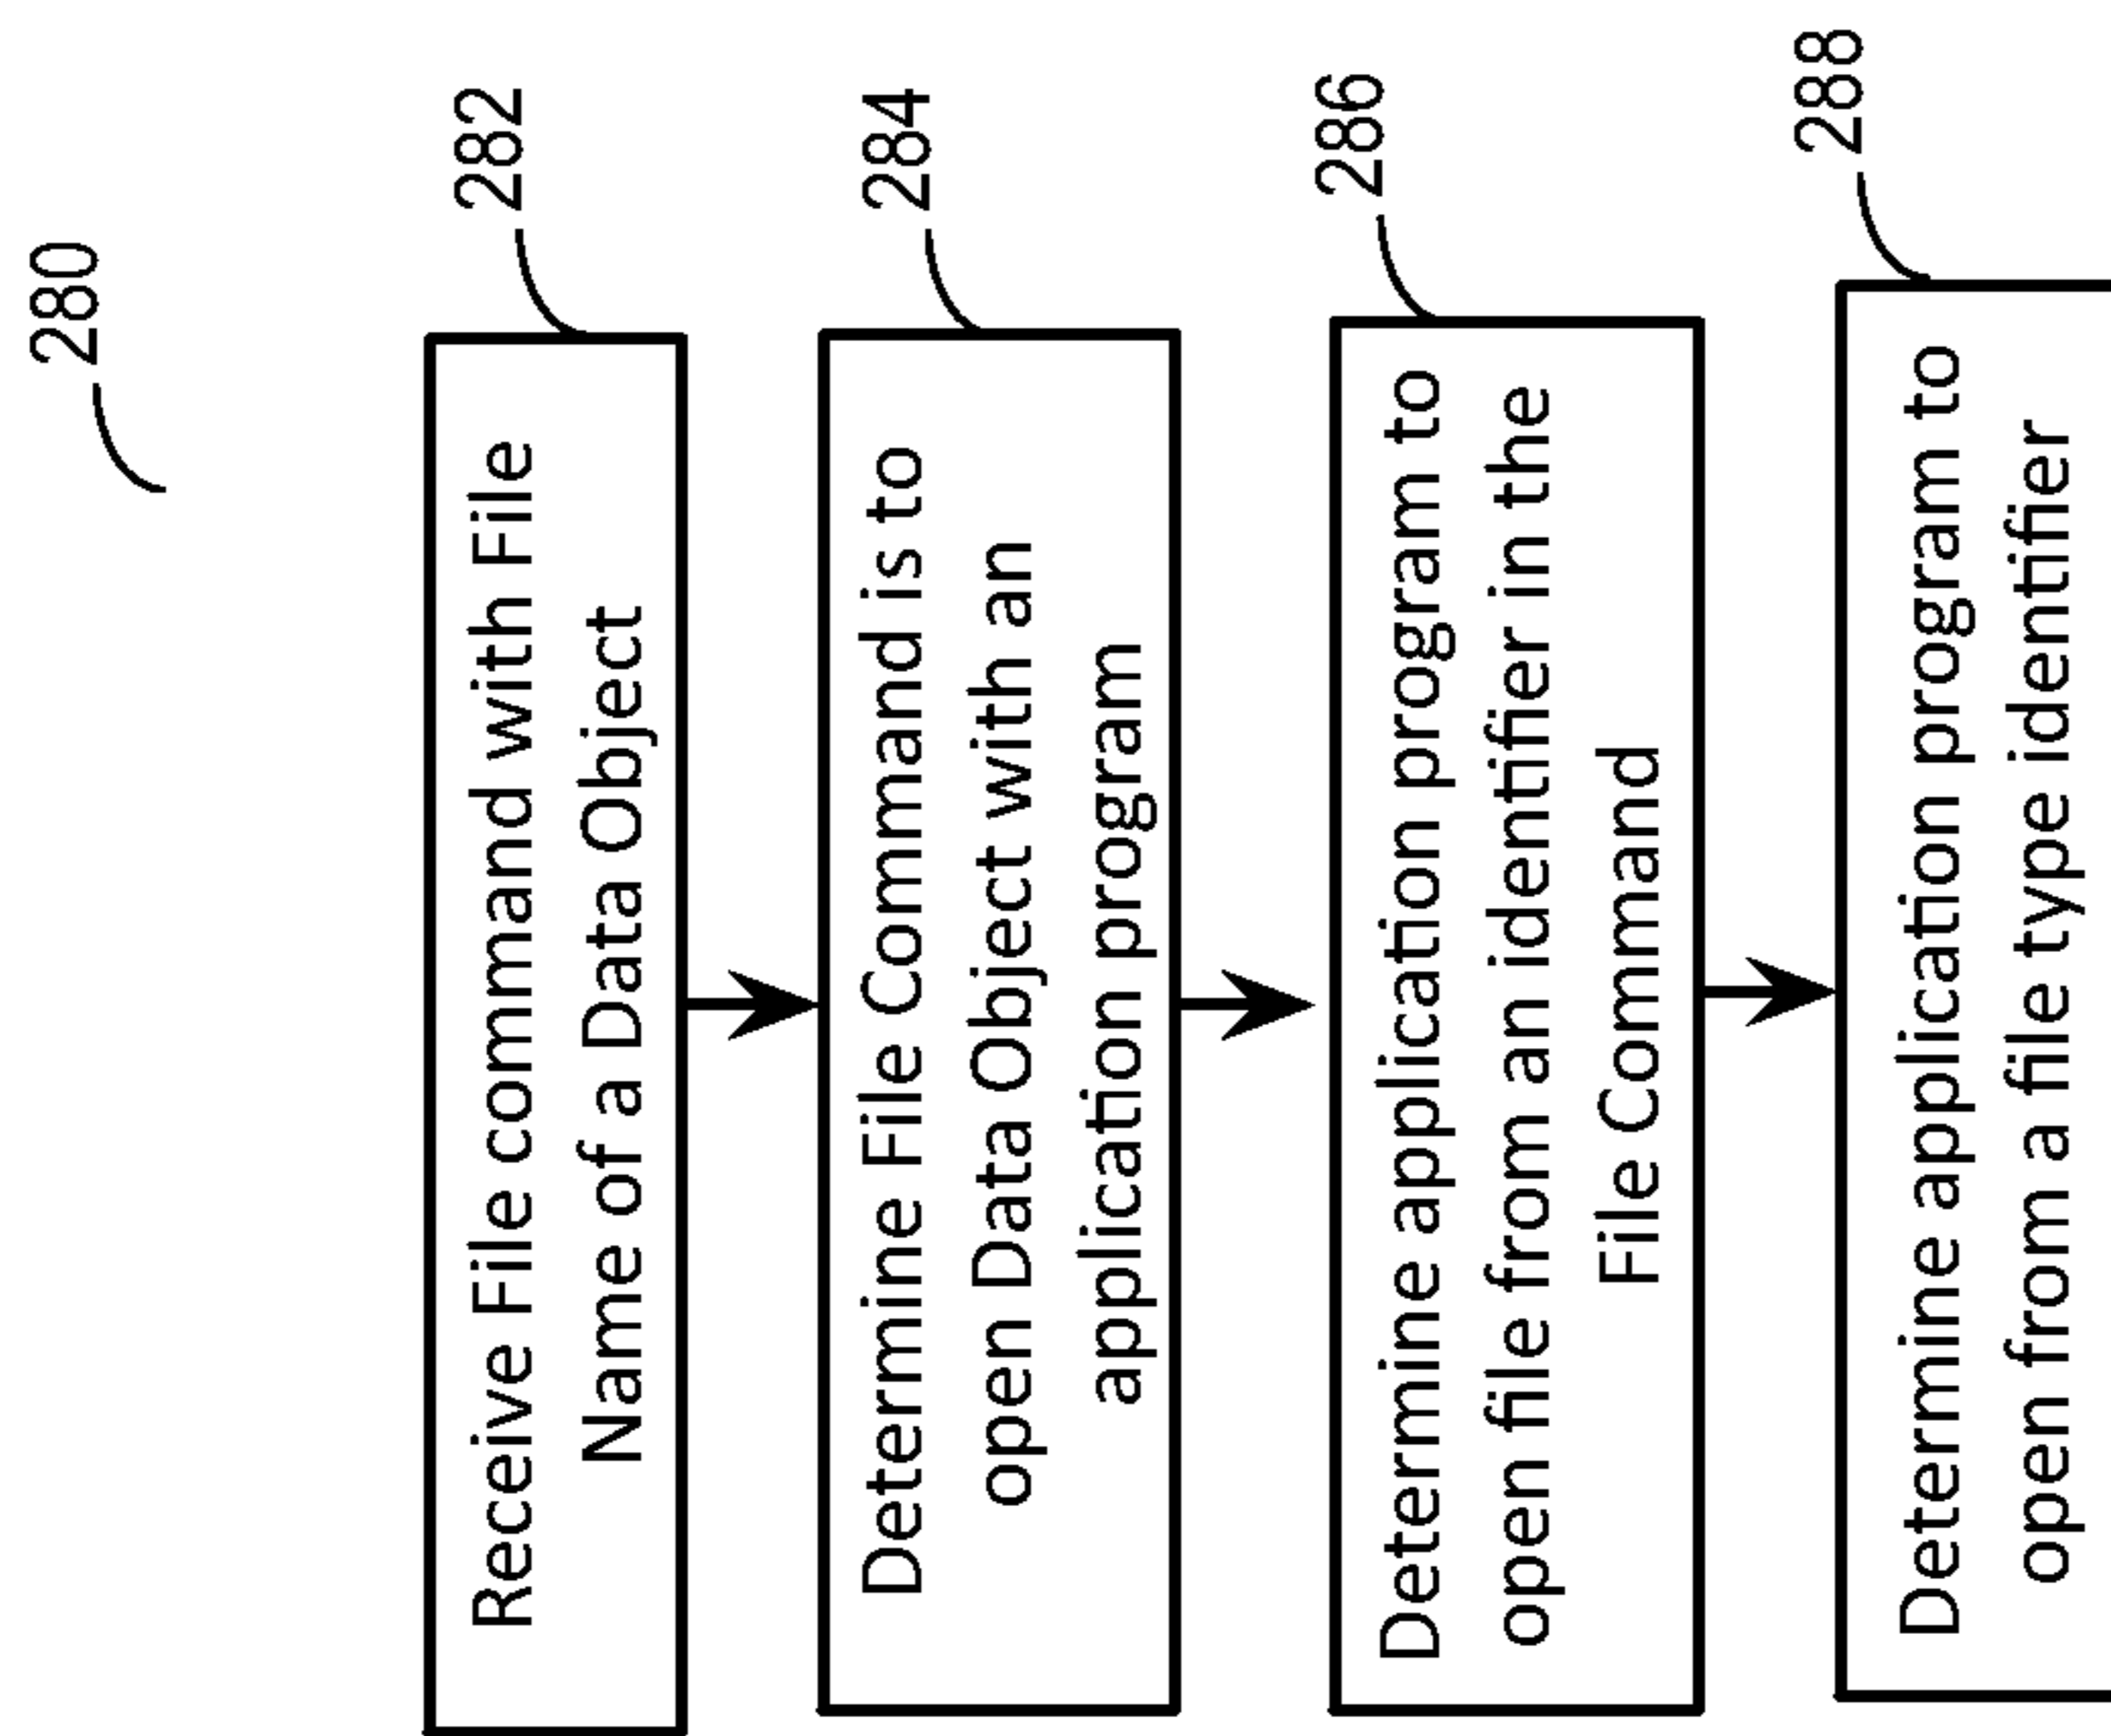 280
282
Receive File command with File
Name of a Data Object
284
Determine File Command is to
open Data Object with an
application program
286
Determine application program to
open file from an identifier in the
File Command
288
Determine application program to
open from a file type identifier